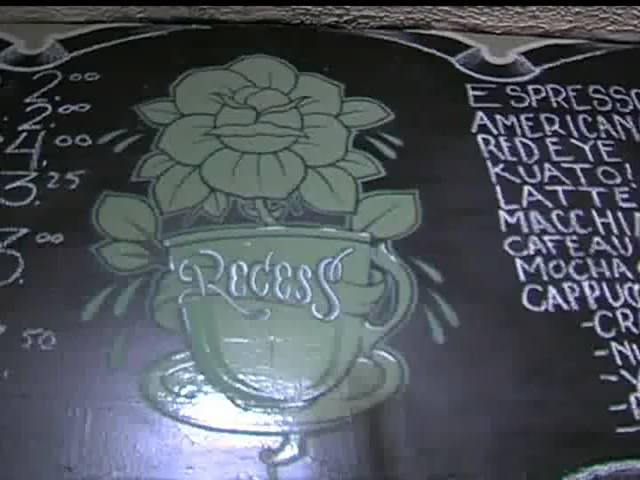 2.00
2.00
4.00
3.25
3.00
50
Recess
ESPRESSO
AMERICAN
RED EYE
LATTE
MACCHI
CAFE AU
MOCHA
CAPPUC